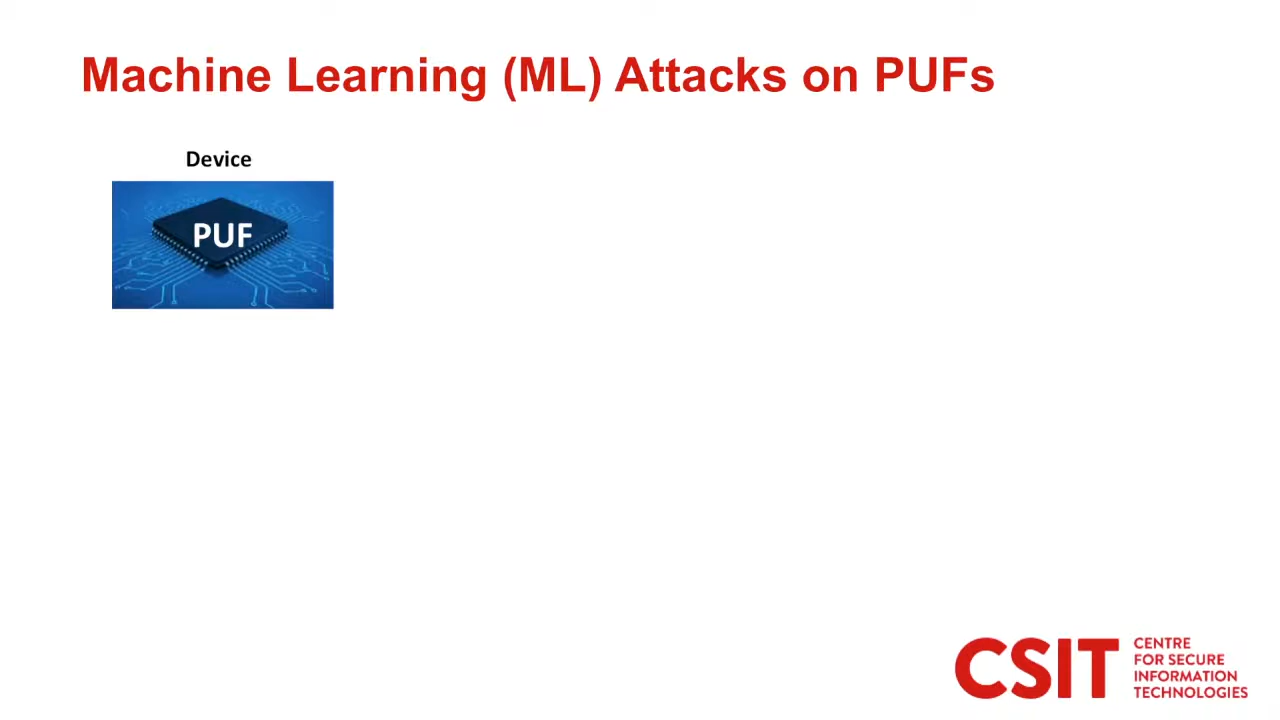 Machine Learning (ML) Attacks on PUFs
Device
PUF
CSIT
CENTRE
FOR SECURE
INFORMATION
TECHNOLOGIES